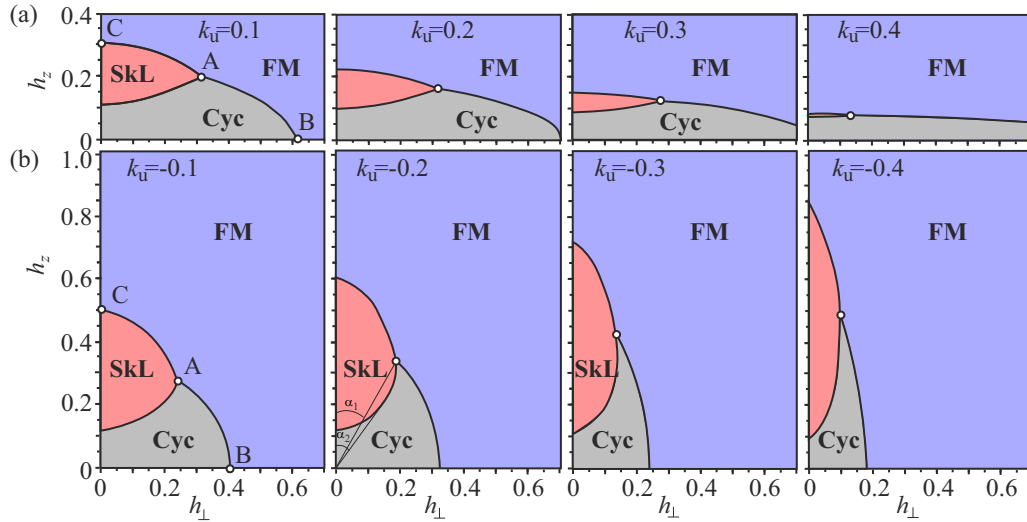 (a)
0.4
0.2
0
h_z
C
k_u=0.1
SkL
A
FM
Cyc
B
k_u=0.2
FM
Cyc
k_u=0.3
FM
Cyc
k_u=0.4
FM
(b)
1.0
0.8
0.6
0.4
0.2
0
h_z
k_u=-0.1
FM
C
SkL
A
Cyc
B
0 0.2 0.4 0.6
h_⊥
k_u=-0.2
FM
SkL
α_1
α_2
Cyc
0 0.2 0.4 0.6
h_⊥
k_u=-0.3
FM
SkL
Cyc
0 0.2 0.4 0.6
h_⊥
k_u=-0.4
FM
SkL
Cyc
0 0.2 0.4 0.6
h_⊥